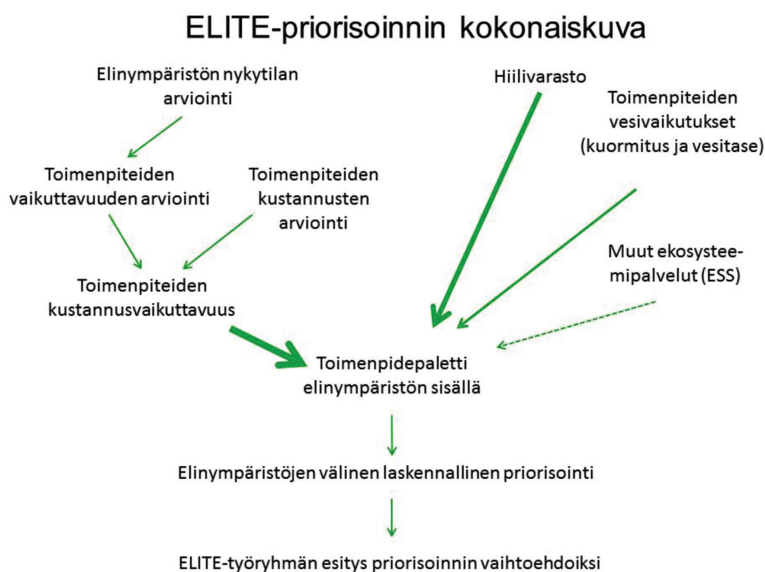 ELITE-priorisoinnin kokonaiskuva
Elinympäristön nykytilan
arviointi
Hiilivarasto
Toimenpiteiden
vesivaikutukset
(kuormitus ja vesitase)
Toimenpiteiden
vaikuttavuuden arviointi
Toimenpiteiden
kustannusten
arviointi
Muut ekosystee-
mipalvelut (ESS)
Toimenpiteiden
kustannusvaikuttavuus
Toimenpidepaletti
elinympäristön sisällä
Elinympäristöjen välinen laskennallinen priorisointi
ELITE-työryhmän esitys priorisoinnin vaihtoehdoiksi